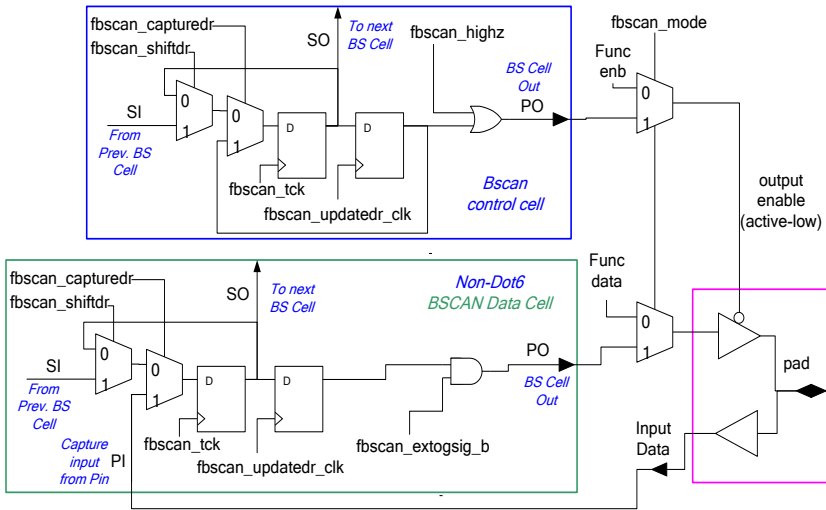 fbscan_capturedr
fbscan_shiftdr
SO
To next
BS Cell
fbscan_highz
fbscan_mode
Func
enb
BS Cell
Out
PO
0
1
0
1
0
1
SI
From
Prev. BS
Cell
D
D
fbscan_tck
fbscan_updatedr_clk
Bscan
control cell
output
enable
(active-low)
fbscan_capturedr
fbscan_shiftdr
SO
To next
BS Cell
Non-Dot6
BSCAN Data Cell
Func
data
0
1
0
1
0
1
SI
From
Prev. BS
Cell
D
D
PO
BS Cell
Out
pad
fbscan_tck
fbscan_updatedr_clk
fbscan_extogsig_b
Capture
input
from Pin
PI
Input
Data